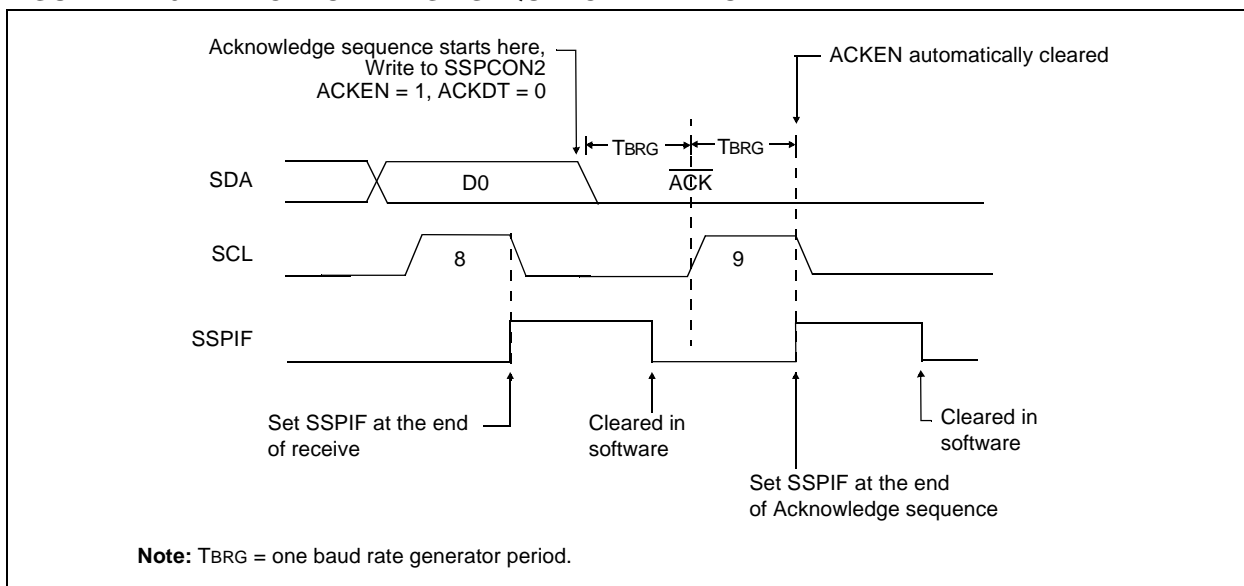 Acknowledge sequence starts here,
Write to SSPCON2
ACKEN = 1, ACKDT = 0
ACKEN automatically cleared
TBRG
TBRG
SDA
D0
ACK
SCL
8
9
SSPIF
Set SSPIF at the end
of receive
Cleared in
software
Cleared in
software
Set SSPIF at the end
of Acknowledge sequence
Note: TBRG = one baud rate generator period.